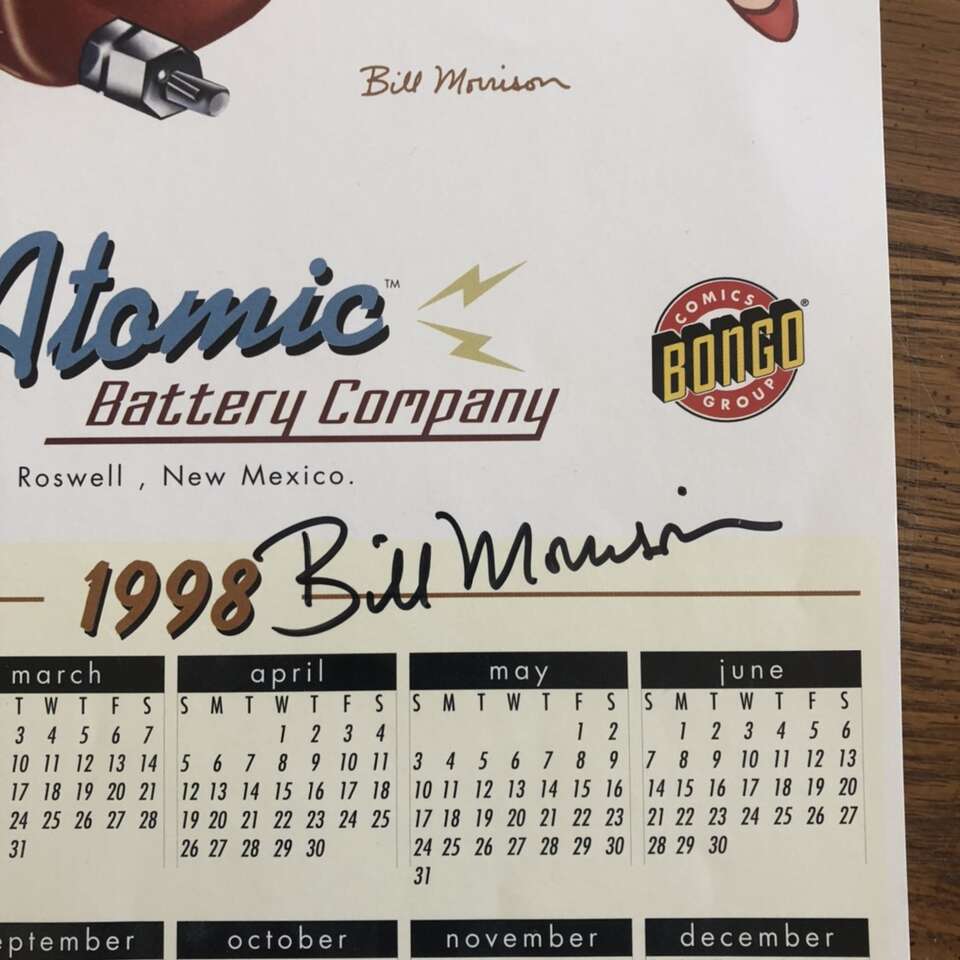 Bill Morrison
Atomic™
Battery Company
COMICS
BONGO®
GROUP
Roswell , New Mexico.
1998
Bill Morrison
march april may june
T W T F S S M T W T F S S M T W T F S S M T W T F S
3 4 5 6 7 1 2 3 4 1 2 1 2 3 4 5 6
10 11 12 13 14 5 6 7 8 9 10 11 3 4 5 6 7 8 9 7 8 9 10 11 12 13
17 18 19 20 21 12 13 14 15 16 17 18 10 11 12 13 14 15 16 14 15 16 17 18 19 20
24 25 26 27 28 19 20 21 22 23 24 25 17 18 19 20 21 22 23 21 22 23 24 25 26 27
31 26 27 28 29 30 24 25 26 27 28 29 30 28 29 30
31
eptember october november december